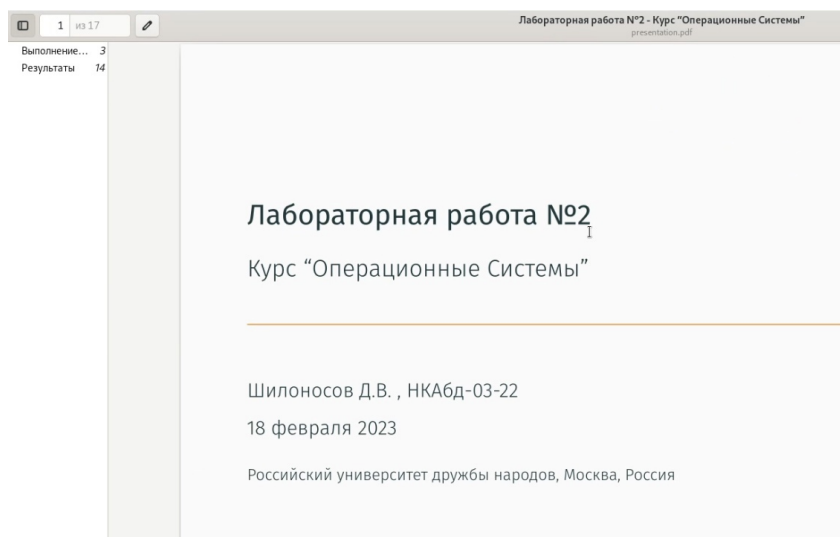 1 из 17
Лабораторная работа №2 - Курс “Операционные Системы”
presentation.pdf
Выполнение... 3
Результаты 14
Лабораторная работа №2
Курс “Операционные Системы”
Шилоносов Д.В. , НКАбд-03-22
18 февраля 2023
Российский университет дружбы народов, Москва, Россия